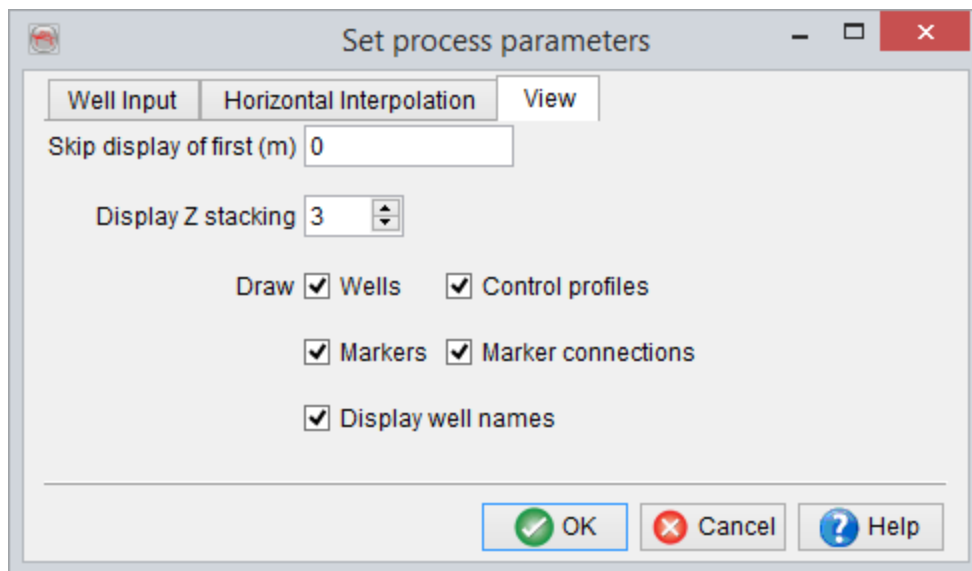 Set process parameters
Well Input Horizontal Interpolation View
Skip display of first (m) 0
Display Z stacking 3
Draw Wells Control profiles
Markers Marker connections
Display well names
OK Cancel Help